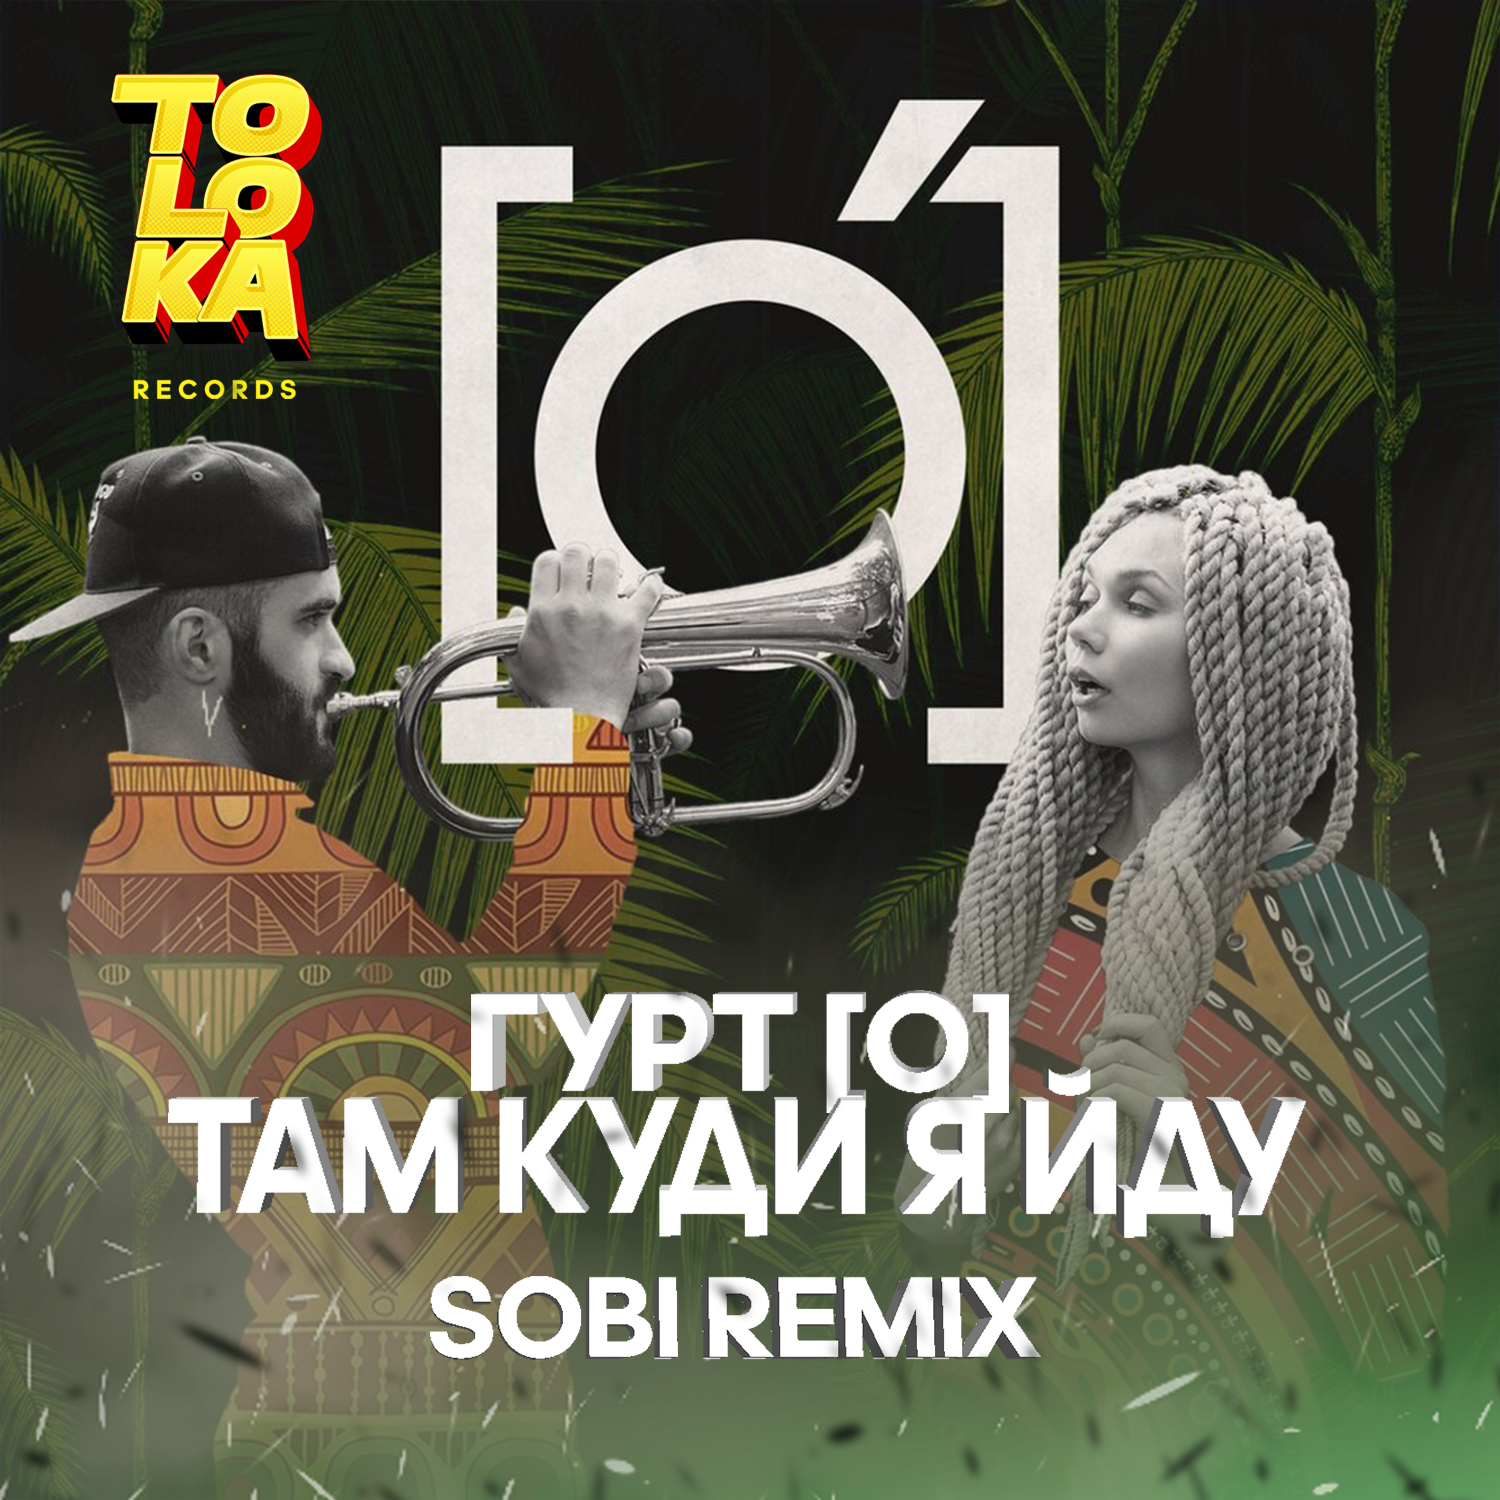 TO
LO
KA
RECORDS
[Ó]
ГУРТ [О]
ТАМ КУДИ Я ЙДУ
SOBI REMIX